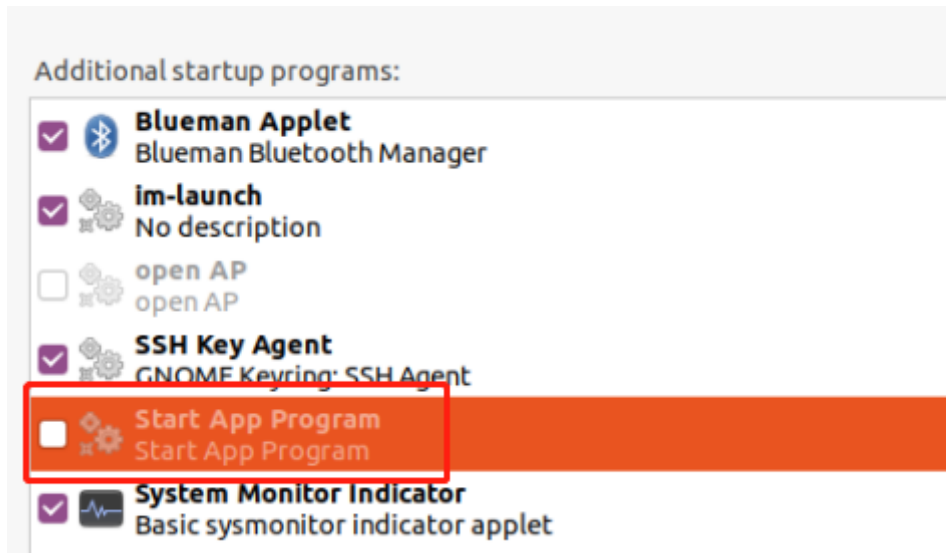 Additional startup programs:
Blueman Applet
Blueman Bluetooth Manager
im-launch
No description
open AP
open AP
SSH Key Agent
GNOME Keyring: SSH Agent
Start App Program
Start App Program
System Monitor Indicator
Basic sysmonitor indicator applet